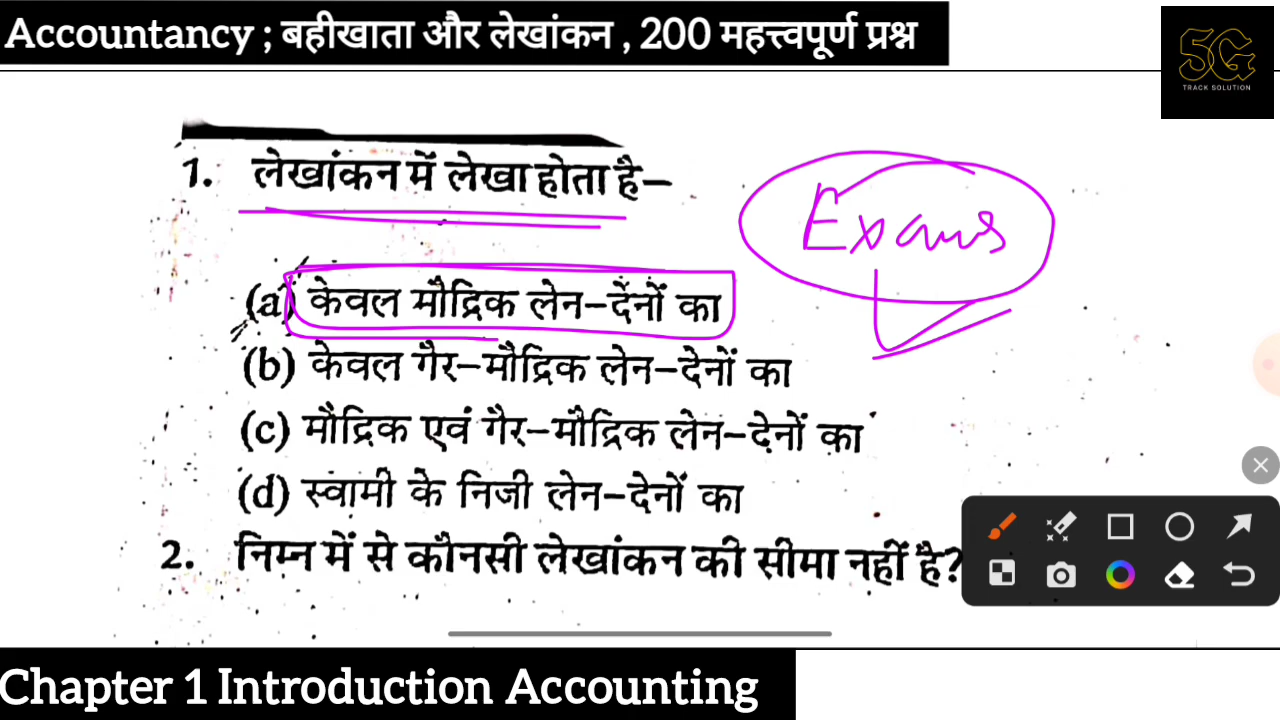 Accountancy ; बहीखाता और लेखांकन , 200 महत्त्वपूर्ण प्रश्न
5G
TRACK SOLUTION
1. लेखांकन में लेखा होता है–
Exams
(a) केवल मौद्रिक लेन–देनों का
(b) केवल गैर–मौद्रिक लेन–देनों का
(c) मौद्रिक एवं गैर–मौद्रिक लेन–देनों का
(d) स्वामी के निजी लेन–देनों का
2. निम्न में से कौनसी लेखांकन की सीमा नहीं है?
Chapter 1 Introduction Accounting